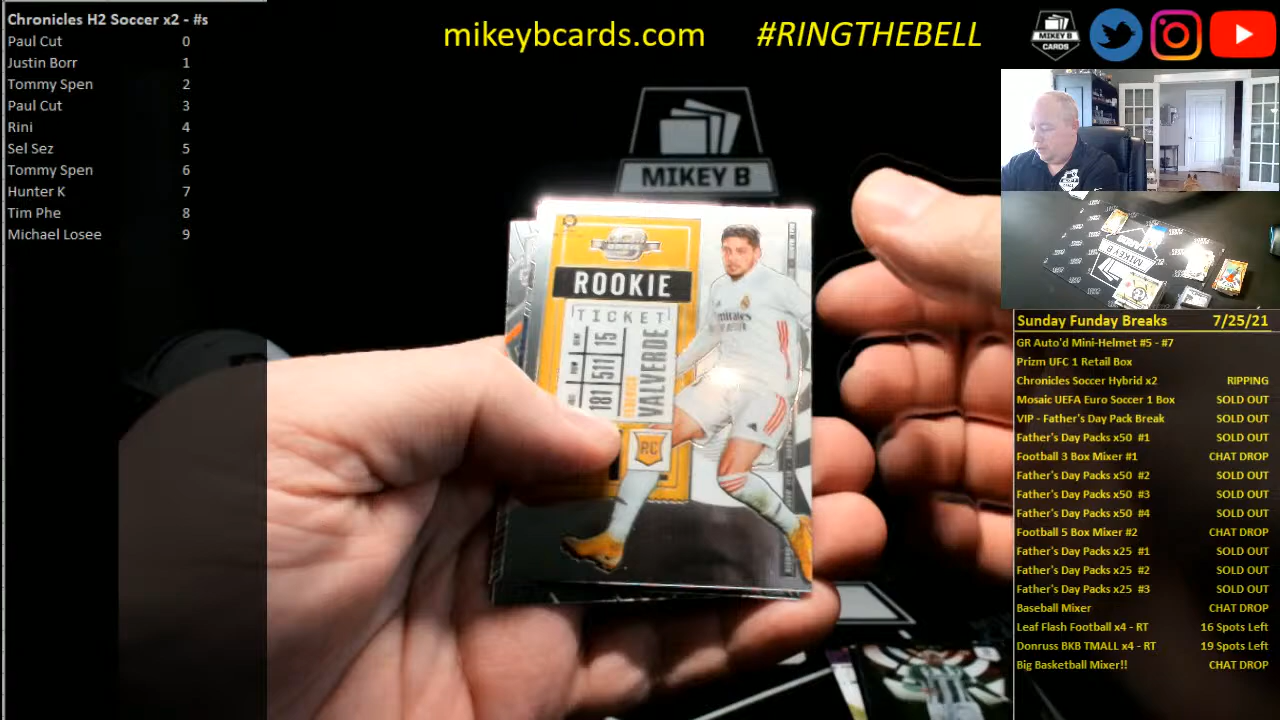 Chronicles H2 Soccer x2 - #s
Paul Cut 0
Justin Borr 1
Tommy Spen 2
Paul Cut 3
Rini 4
Sel Sez 5
Tommy Spen 6
Hunter K 7
Tim Phe 8
Michael Losee 9
mikeybcards.com #RINGTHEBELL
MIKEY B
CARDS
MIKEY B
ROOKIE
TICKET
15
511
181
VALVERDE
RC
MIKEY B
Sunday Funday Breaks 7/25/21
GR Auto'd Mini-Helmet #5 - #7
Prizm UFC 1 Retail Box
Chronicles Soccer Hybrid x2 RIPPING
Mosaic UEFA Euro Soccer 1 Box SOLD OUT
VIP - Father's Day Pack Break SOLD OUT
Father's Day Packs x50 #1 SOLD OUT
Football 3 Box Mixer #1 CHAT DROP
Father's Day Packs x50 #2 SOLD OUT
Father's Day Packs x50 #3 SOLD OUT
Father's Day Packs x50 #4 SOLD OUT
Football 5 Box Mixer #2 CHAT DROP
Father's Day Packs x25 #1 SOLD OUT
Father's Day Packs x25 #2 SOLD OUT
Father's Day Packs x25 #3 SOLD OUT
Baseball Mixer CHAT DROP
Leaf Flash Football x4 - RT 16 Spots Left
Donruss BKB TMALL x4 - RT 19 Spots Left
Big Basketball Mixer!! CHAT DROP